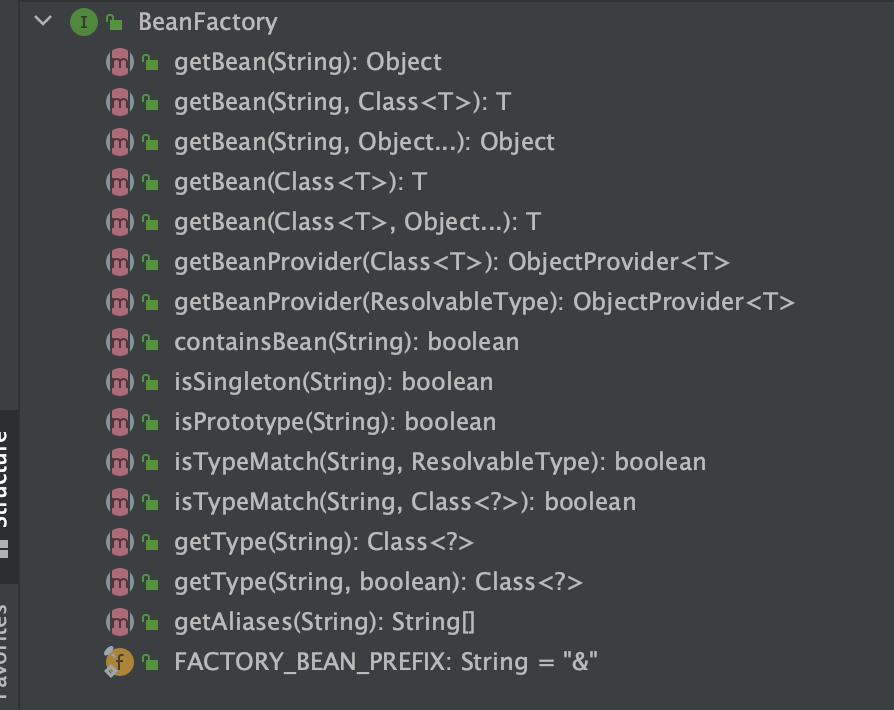 BeanFactory
getBean(String): Object
getBean(String, Class<T>): T
getBean(String, Object...): Object
getBean(Class<T>): T
getBean(Class<T>, Object...): T
getBeanProvider(Class<T>): ObjectProvider<T>
getBeanProvider(ResolvableType): ObjectProvider<T>
containsBean(String): boolean
isSingleton(String): boolean
isPrototype(String): boolean
isTypeMatch(String, ResolvableType): boolean
isTypeMatch(String, Class<?>): boolean
getType(String): Class<?>
getType(String, boolean): Class<?>
getAliases(String): String[]
FACTORY_BEAN_PREFIX: String = "&"
Structure
Favorites